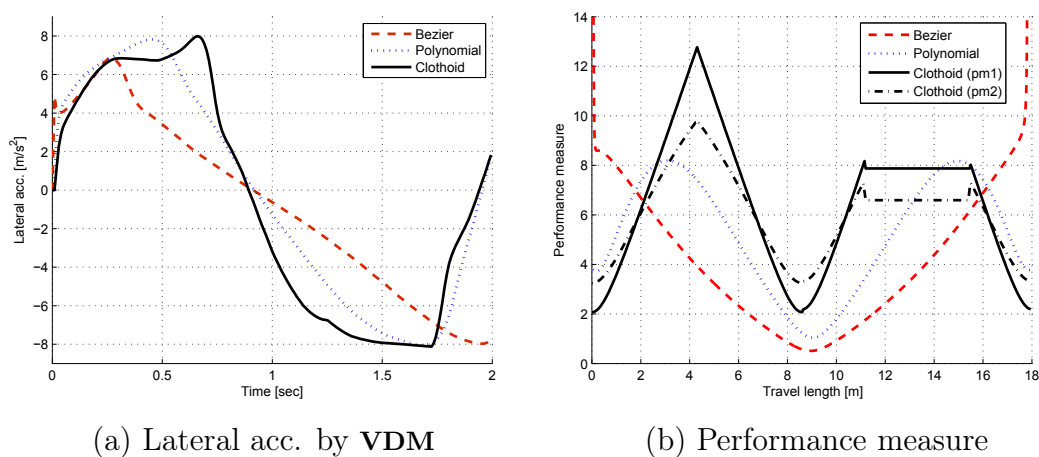 Lateral acc. [m/s²]
8
6
4
2
0
−2
−4
−6
−8
0
0.5
1
1.5
2
Time [sec]
Bezier
Polynomial
Clothoid
(a) Lateral acc. by VDM
Performance measure
14
12
10
8
6
4
2
0
0
2
4
6
8
10
12
14
16
18
Travel length [m]
Bezier
Polynomial
Clothoid (pm1)
Clothoid (pm2)
(b) Performance measure